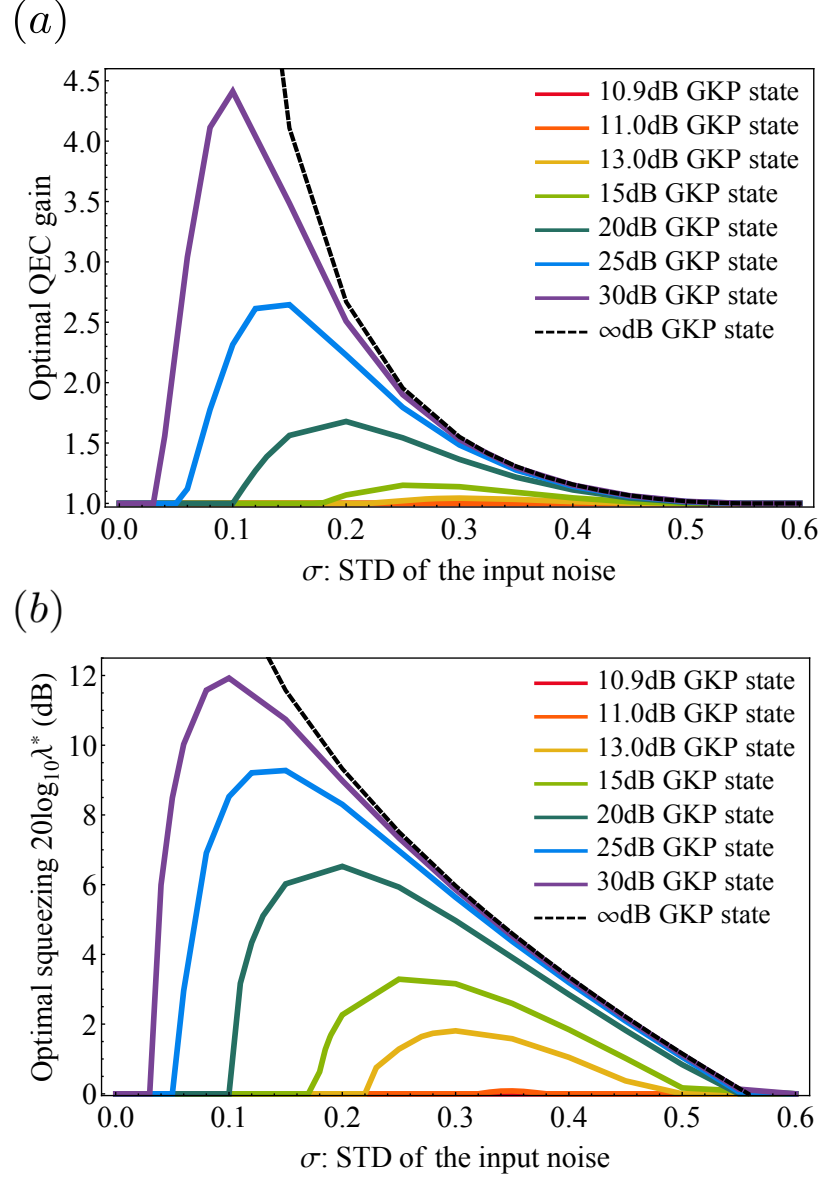 (a)
4.5
4.0
3.5
3.0
2.5
2.0
1.5
1.0
Optimal QEC gain
10.9dB GKP state
11.0dB GKP state
13.0dB GKP state
15dB GKP state
20dB GKP state
25dB GKP state
30dB GKP state
∞dB GKP state
0.0 0.1 0.2 0.3 0.4 0.5 0.6
σ: STD of the input noise
(b)
12
10
8
6
4
2
0
Optimal squeezing 20log₁₀λ* (dB)
10.9dB GKP state
11.0dB GKP state
13.0dB GKP state
15dB GKP state
20dB GKP state
25dB GKP state
30dB GKP state
∞dB GKP state
0.0 0.1 0.2 0.3 0.4 0.5 0.6
σ: STD of the input noise